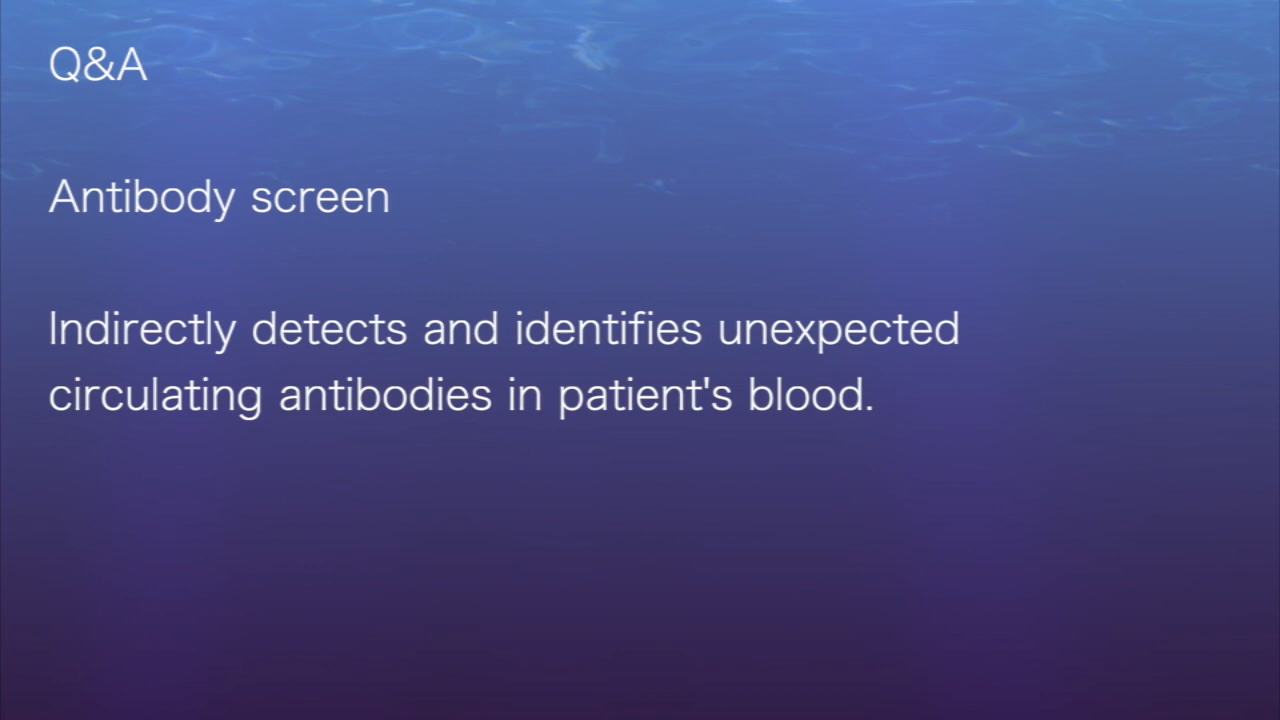 Q&A
Antibody screen
Indirectly detects and identifies unexpected
circulating antibodies in patient's blood.